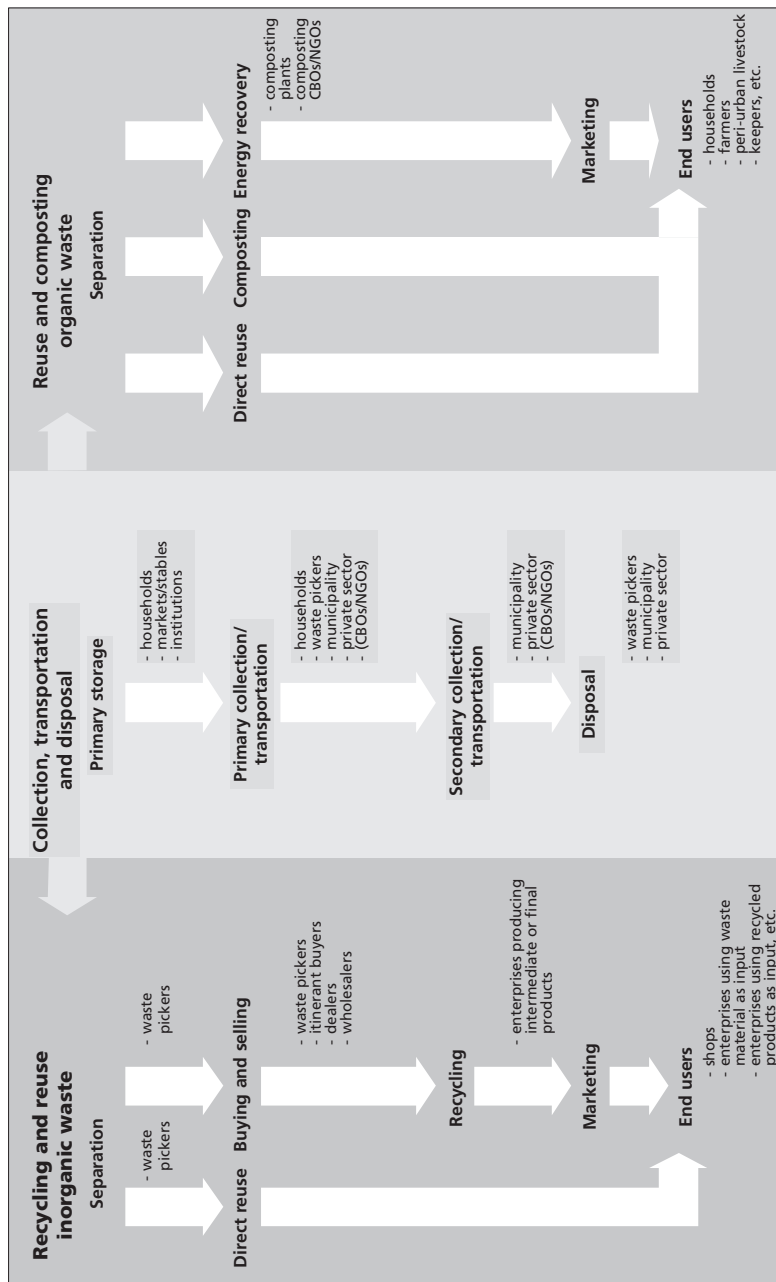 Recycling and reuse
inorganic waste
Separation
- waste
pickers
- waste
pickers
Direct reuse
Buying and selling
- waste pickers
- itinerant buyers
- dealers
- wholesalers
Recycling
- enterprises producing
intermediate or final
products
Marketing
End users
- shops
- enterprises using waste
material as input
- enterprises using recycled
products as input, etc.
Collection, transportation
and disposal
Primary storage
- households
- markets/stables
- institutions
Primary collection/
transportation
- households
- waste pickers
- municipality
- private sector
- (CBOs/NGOs)
Secondary collection/
transportation
- municipality
- private sector
- (CBOs/NGOs)
Disposal
- waste pickers
- municipality
- private sector
Reuse and composting
organic waste
Separation
Direct reuse
Composting
Energy recovery
- composting
plants
- composting
CBOs/NGOs
Marketing
End users
- households
- farmers
- peri-urban livestock
- keepers, etc.